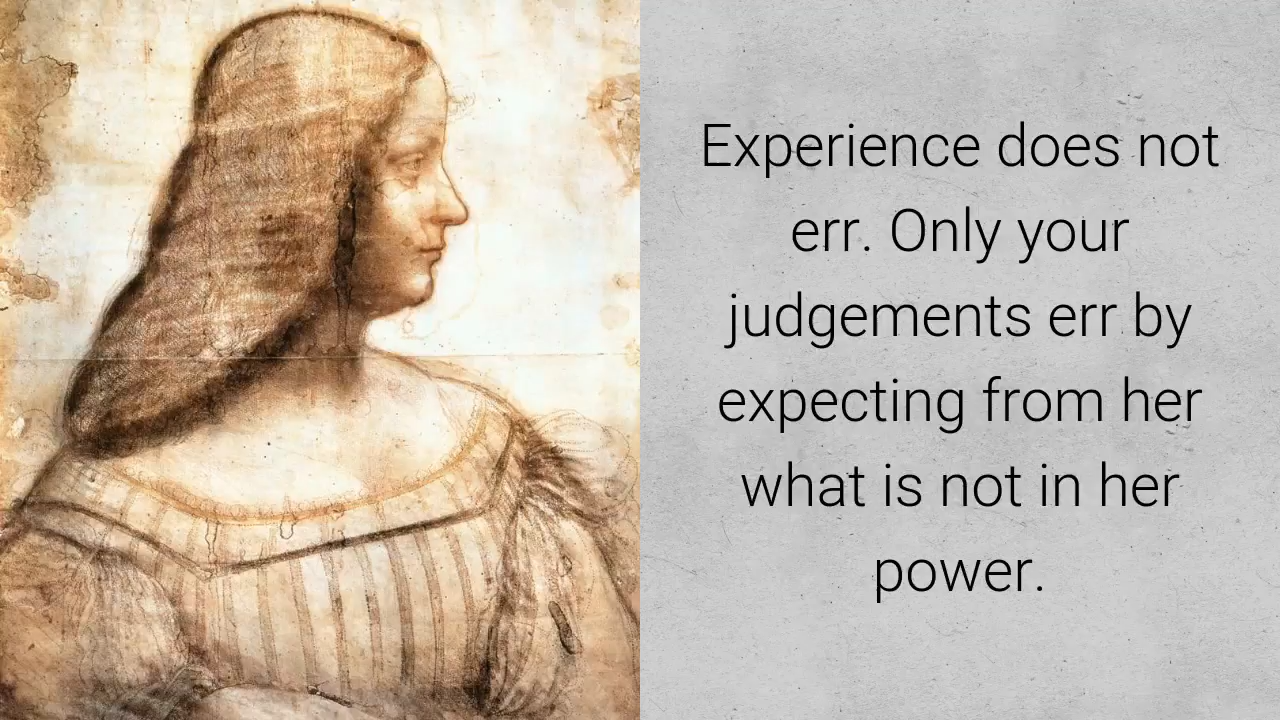 Experience does not
err. Only your
judgements err by
expecting from her
what is not in her
power.